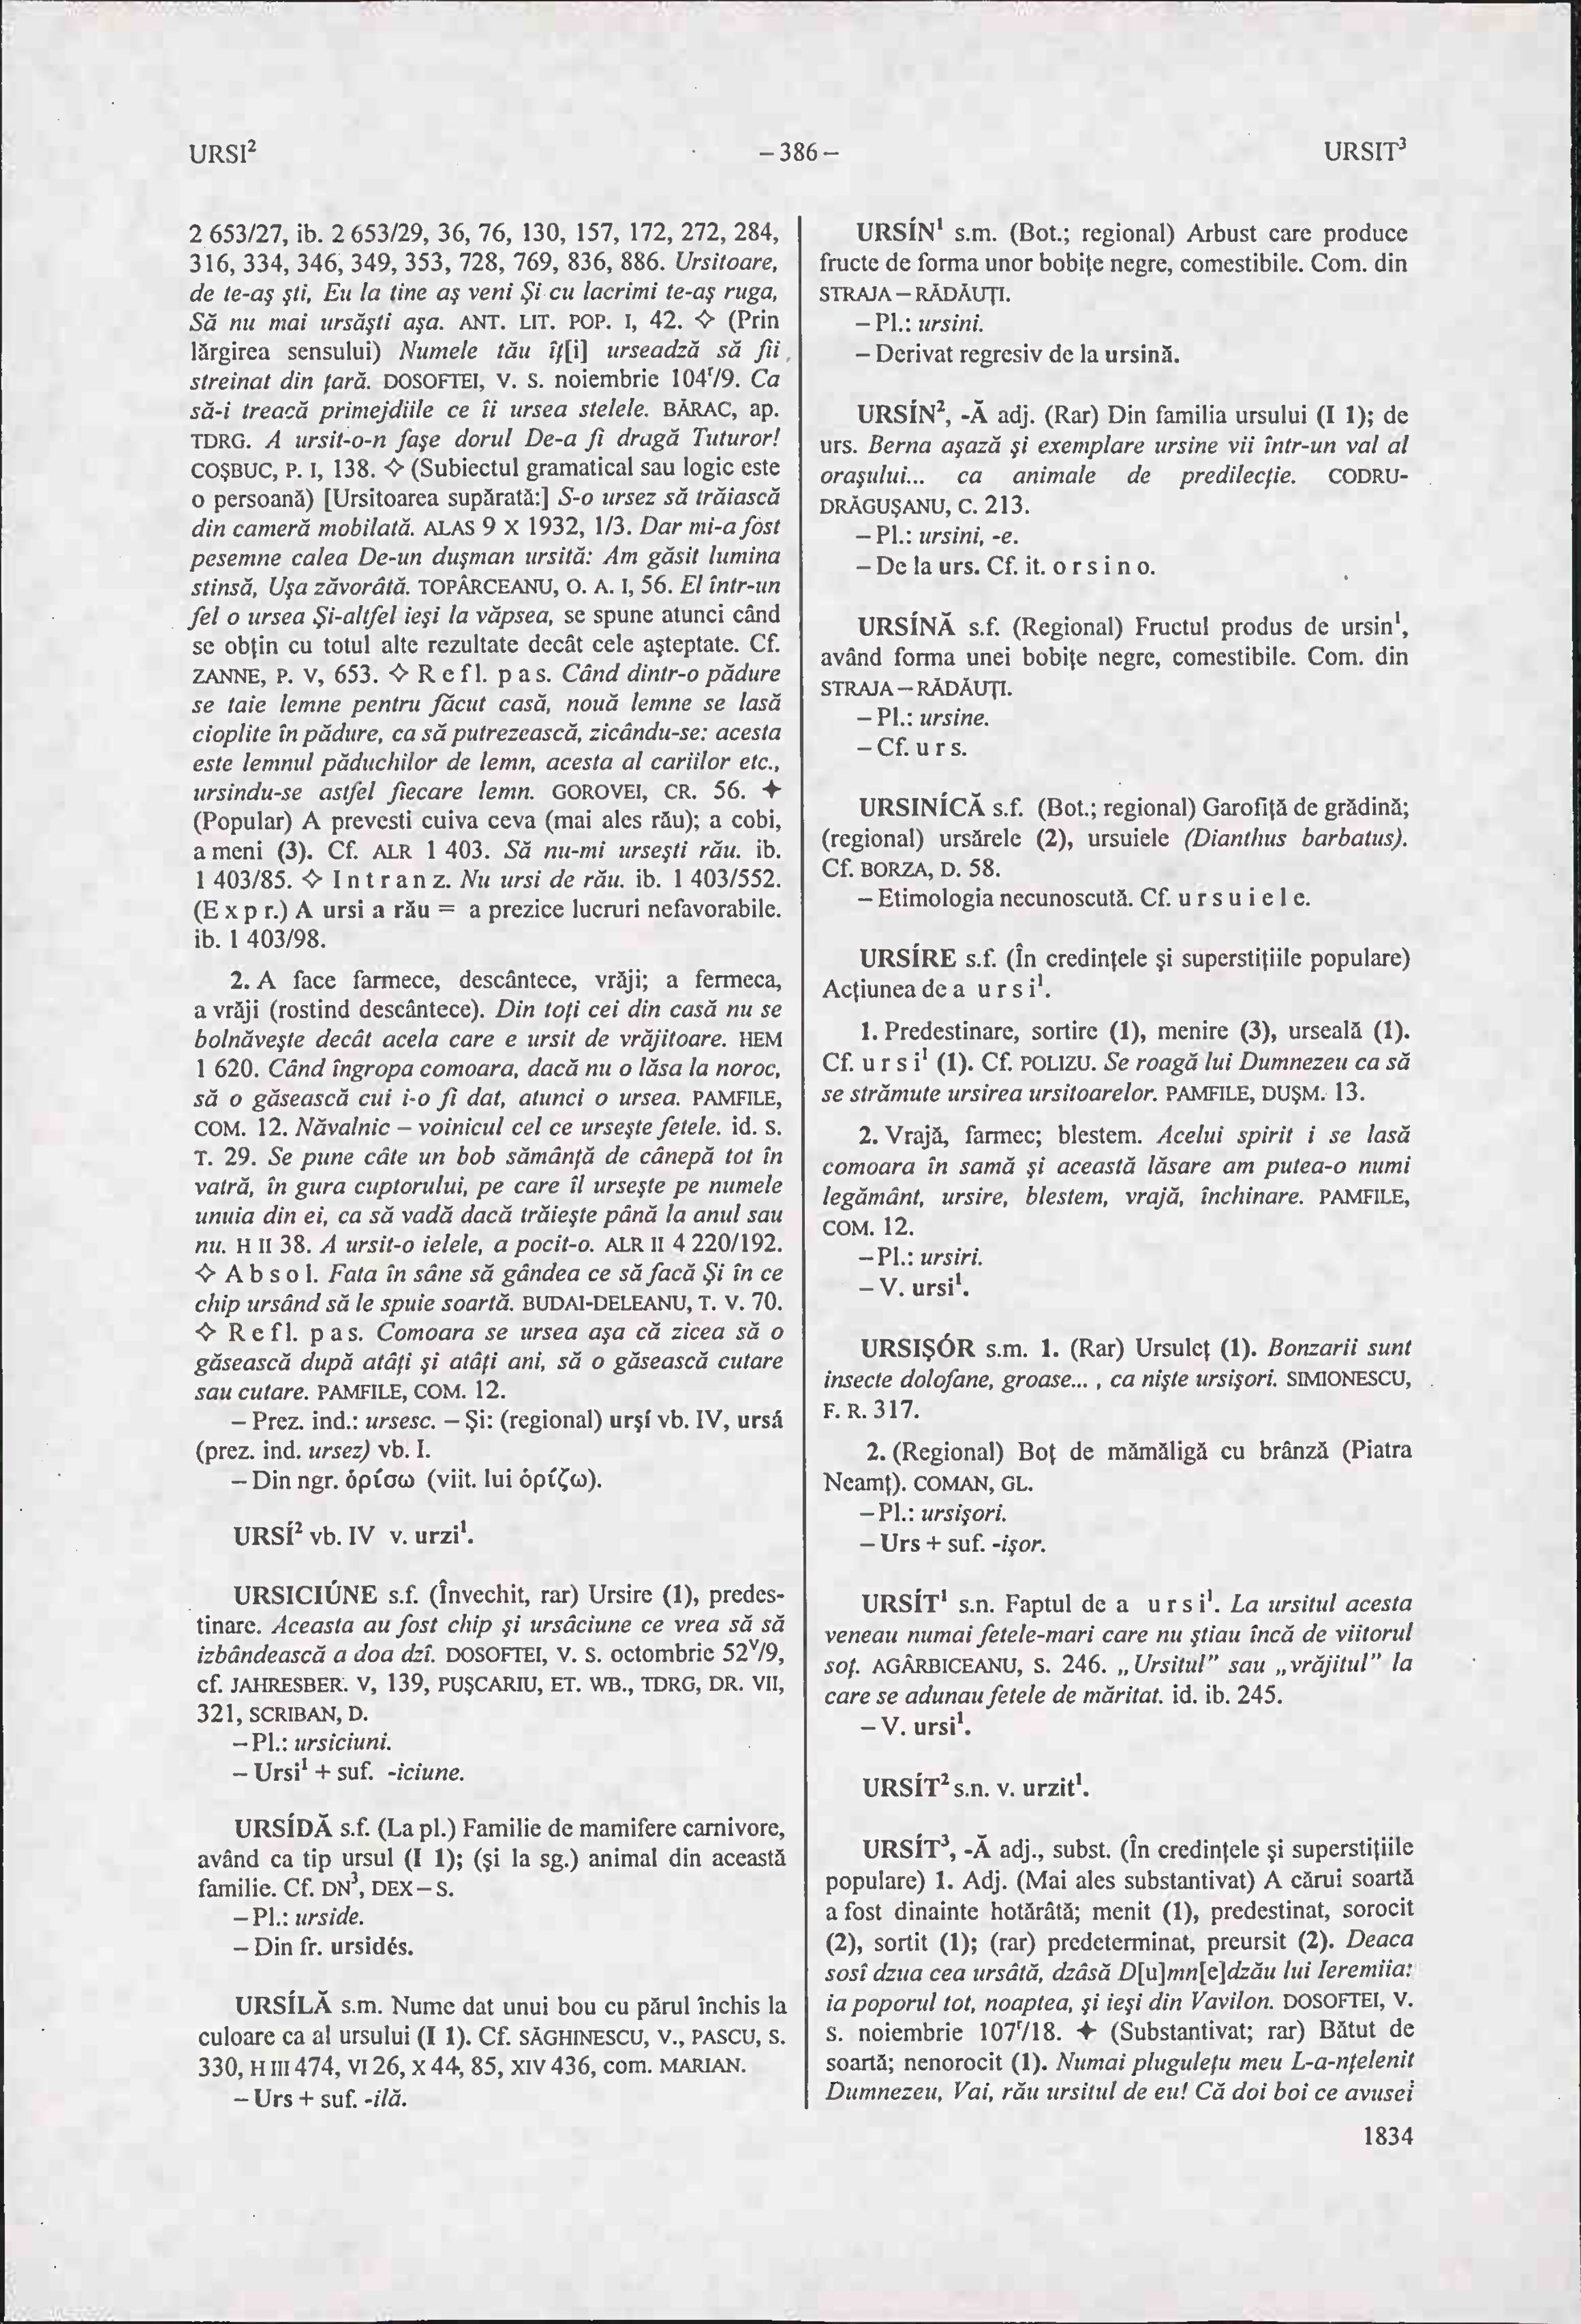 URSI²
– 386 –
URSIT³
2 653/27, ib. 2 653/29, 36, 76, 130, 157, 172, 272, 284,
316, 334, 346, 349, 353, 728, 769, 836, 886. Ursitoare,
de te-aş şti, Eu la tine aş veni Şi cu lacrimi te-aş ruga,
Să nu mai ursăşti aşa. ANT. LIT. POP. I, 42. ◇ (Prin
lărgirea sensului) Numele tău îţ[i] urseadză să fii
streinat din ţară. DOSOFTEI, V. S. noiembrie 104ʳ/9. Ca
să-i treacă primejdiile ce îi ursea stelele. BĂRAC, ap.
TDRG. A ursit-o-n faşe dorul De-a fi dragă Tuturor!
COŞBUC, P. I, 138. ◇ (Subiectul gramatical sau logic este
o persoană) [Ursitoarea supărată:] S-o ursez să trăiască
din cameră mobilată. ALAS 9 X 1932, 1/3. Dar mi-a fost
pesemne calea De-un duşman ursită: Am găsit lumina
stinsă, Uşa zăvorâtă. TOPÂRCEANU, O. A. I, 56. El într-un
fel o ursea Şi-altfel ieşi la văpsea, se spune atunci când
se obţin cu totul alte rezultate decât cele aşteptate. Cf.
ZANNE, P. V, 653. ◇ Refl. pas. Când dintr-o pădure
se taie lemne pentru făcut casă, nouă lemne se lasă
cioplite în pădure, ca să putrezească, zicându-se: acesta
este lemnul păduchilor de lemn, acesta al cariilor etc.,
ursindu-se astfel fiecare lemn. GOROVEI, CR. 56. ✦
(Popular) A prevesti cuiva ceva (mai ales rău); a cobi,
a meni (3). Cf. ALR I 403. Să nu-mi urseşti rău. ib.
I 403/85. ◇ Intranz. Nu ursi de rău. ib. I 403/552.
(Expr.) A ursi a rău = a prezice lucruri nefavorabile.
ib. I 403/98.
2. A face farmece, descântece, vrăji; a fermeca,
a vrăji (rostind descântece). Din toţi cei din casă nu se
bolnăveşte decât acela care e ursit de vrăjitoare. HEM
1 620. Când îngropa comoara, dacă nu o lăsa la noroc,
să o găsească cui i-o fi dat, atunci o ursea. PAMFILE,
COM. 12. Năvalnic – voinicul cel ce urseşte fetele. id. S.
T. 29. Se pune câte un bob sămânţă de cânepă tot în
vatră, în gura cuptorului, pe care îl urseşte pe numele
unuia din ei, ca să vadă dacă trăieşte până la anul sau
nu. H II 38. A ursit-o ielele, a pocit-o. ALR II 4 220/192.
◇ Absol. Fata în sâne să gândea ce să facă Şi în ce
chip ursând să le spuie soartă. BUDAI-DELEANU, T. V. 70.
◇ Refl. pas. Comoara se ursea aşa că zicea să o
găsească după atâţi şi atâţi ani, să o găsească cutare
sau cutare. PAMFILE, COM. 12.
– Prez. ind.: ursesc. – Şi: (regional) urşí vb. IV, ursá
(prez. ind. ursez) vb. I.
– Din ngr. ὁρίσω (viit. lui ὁρίζω).
URSÍ² vb. IV v. urzi¹.
URSICIÚNE s.f. (Învechit, rar) Ursire (1), predes-
tinare. Aceasta au fost chip şi ursăciune ce vrea să să
izbândească a doa dzî. DOSOFTEI, V. S. octombrie 52ᵛ/9,
cf. JAHRESBER. V, 139, PUŞCARIU, ET. WB., TDRG, DR. VII,
321, SCRIBAN, D.
– Pl.: ursiciuni.
– Ursi¹ + suf. -iciune.
URSÍDĂ s.f. (La pl.) Familie de mamifere carnivore,
având ca tip ursul (I 1); (şi la sg.) animal din această
familie. Cf. DN³, DEX – S.
– Pl.: urside.
– Din fr. ursidés.
URSÍLĂ s.m. Nume dat unui bou cu părul închis la
culoare ca al ursului (I 1). Cf. SĂGHINESCU, V., PASCU, S.
330, H III 474, VI 26, X 44, 85, XIV 436, com. MARIAN.
– Urs + suf. -ilă.
URSÍN¹ s.m. (Bot.; regional) Arbust care produce
fructe de forma unor bobiţe negre, comestibile. Com. din
STRAJA – RĂDĂUŢI.
– Pl.: ursini.
– Derivat regresiv de la ursină.
URSÍN², -Ă adj. (Rar) Din familia ursului (I 1); de
urs. Berna aşază şi exemplare ursine vii într-un val al
oraşului... ca animale de predilecţie. CODRU-
DRĂGUŞANU, C. 213.
– Pl.: ursini, -e.
– De la urs. Cf. it. orsino.
URSÍNĂ s.f. (Regional) Fructul produs de ursin¹,
având forma unei bobiţe negre, comestibile. Com. din
STRAJA – RĂDĂUŢI.
– Pl.: ursine.
– Cf. urs.
URSINÍCĂ s.f. (Bot.; regional) Garofiţă de grădină;
(regional) ursărele (2), ursuiele (Dianthus barbatus).
Cf. BORZA, D. 58.
– Etimologia necunoscută. Cf. ursuiele.
URSÍRE s.f. (În credinţele şi superstiţiile populare)
Acţiunea de a ursi¹.
1. Predestinare, sortire (1), menire (3), urseală (1).
Cf. ursi¹ (1). Cf. POLIZU. Se roagă lui Dumnezeu ca să
se strămute ursirea ursitoarelor. PAMFILE, DUŞM. 13.
2. Vrajă, farmec; blestem. Acelui spirit i se lasă
comoara în samă şi această lăsare am putea-o numi
legământ, ursire, blestem, vrajă, închinare. PAMFILE,
COM. 12.
– Pl.: ursiri.
– V. ursi¹.
URSIŞÓR s.m. 1. (Rar) Ursuleţ (1). Bonzarii sunt
insecte dolofane, groase... , ca nişte ursişori. SIMIONESCU,
F. R. 317.
2. (Regional) Boţ de mămăligă cu brânză (Piatra
Neamţ). COMAN, GL.
– Pl.: ursişori.
– Urs + suf. -işor.
URSÍT¹ s.n. Faptul de a ursi¹. La ursitul acesta
veneau numai fetele-mari care nu ştiau încă de viitorul
soţ. AGÂRBICEANU, S. 246. „Ursitul” sau „vrăjitul” la
care se adunau fetele de măritat. id. ib. 245.
– V. ursi¹.
URSÍT² s.n. v. urzit¹.
URSÍT³, -Ă adj., subst. (În credinţele şi superstiţiile
populare) 1. Adj. (Mai ales substantivat) A cărui soartă
a fost dinainte hotărâtă; menit (1), predestinat, sorocit
(2), sortit (1); (rar) predeterminat, preursit (2). Deaca
sosî dzua cea ursâtă, dzâsă D[u]mn[e]dzău lui Ieremiia:
ia poporul tot, noaptea, şi ieşi din Vavilon. DOSOFTEI, V.
S. noiembrie 107ʳ/18. ✦ (Substantivat; rar) Bătut de
soartă; nenorocit (1). Numai pluguleţu meu L-a-nţelenit
Dumnezeu, Vai, rău ursitul de eu! Că doi boi ce avusei
1834